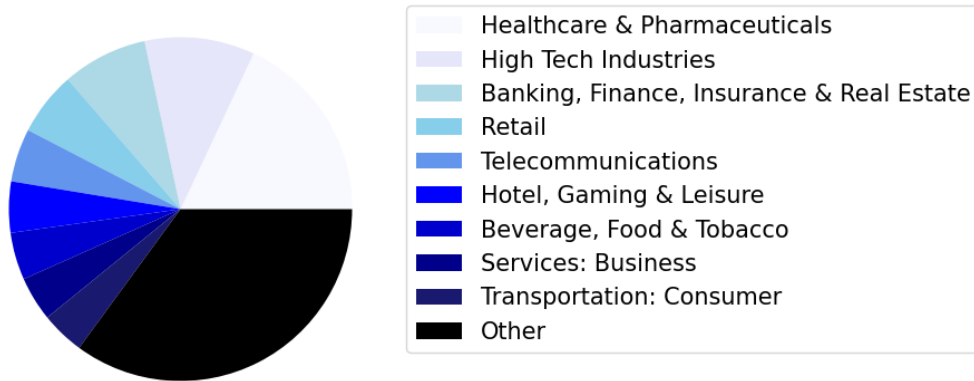 Healthcare & Pharmaceuticals
High Tech Industries
Banking, Finance, Insurance & Real Estate
Retail
Telecommunications
Hotel, Gaming & Leisure
Beverage, Food & Tobacco
Services: Business
Transportation: Consumer
Other